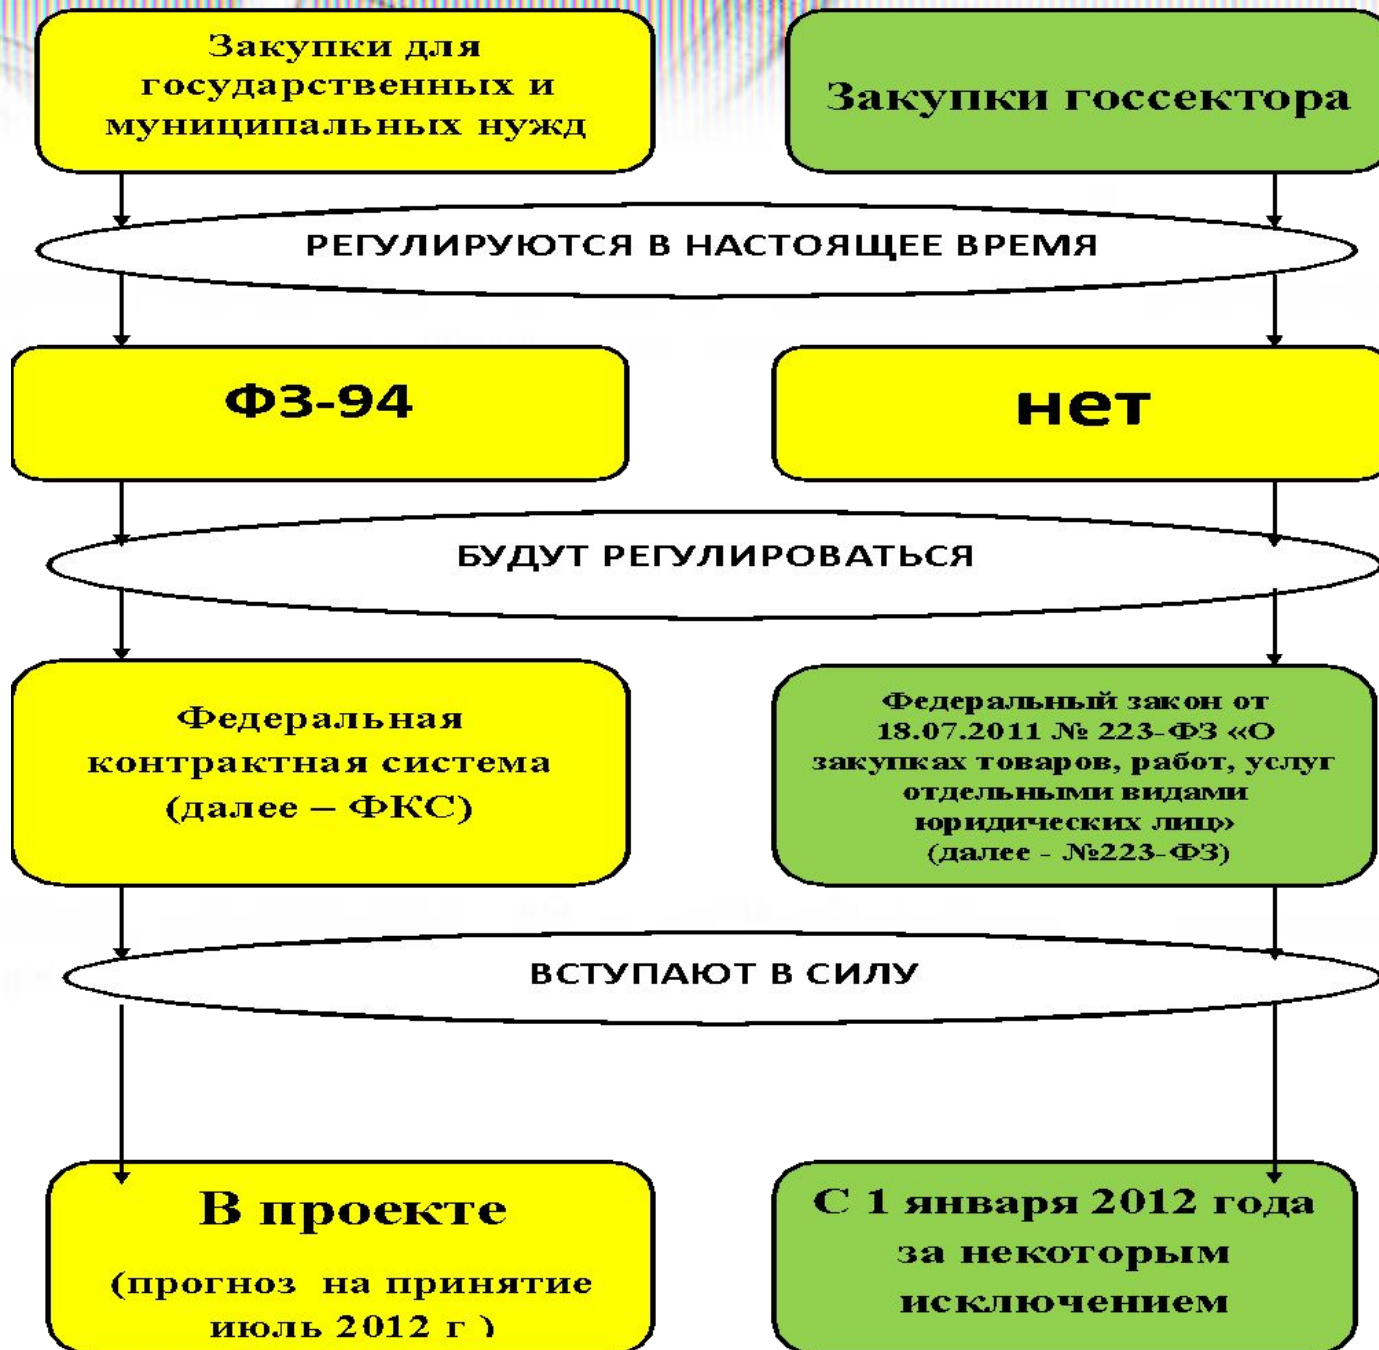 Закупки для
государственных и
муниципальных нужд
Закупки госсектора
РЕГУЛИРУЮТСЯ В НАСТОЯЩЕЕ ВРЕМЯ
ФЗ-94
нет
БУДУТ РЕГУЛИРОВАТЬСЯ
Федеральная
контрактная система
(далее – ФКС)
Федеральный закон от
18.07.2011 № 223-ФЗ «О
закупках товаров, работ, услуг
отдельными видами
юридических лиц»
(далее - №223-ФЗ)
ВСТУПАЮТ В СИЛУ
В проекте
(прогноз на принятие
июль 2012 г )
С 1 января 2012 года
за некоторым
исключением